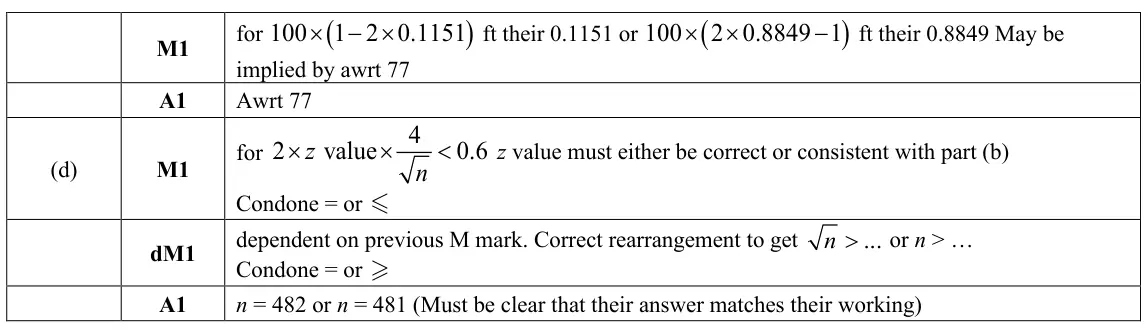 M1 for 100×(1−2×0.1151) ft their 0.1151 or 100×(2×0.8849−1) ft their 0.8849 May be
implied by awrt 77
A1 Awrt 77
(d) M1 for 2× z value× 4/√n < 0.6 z value must either be correct or consistent with part (b)
Condone = or ⩽
dM1 dependent on previous M mark. Correct rearrangement to get √n > ... or n > …
Condone = or ⩾
A1 n = 482 or n = 481 (Must be clear that their answer matches their working)